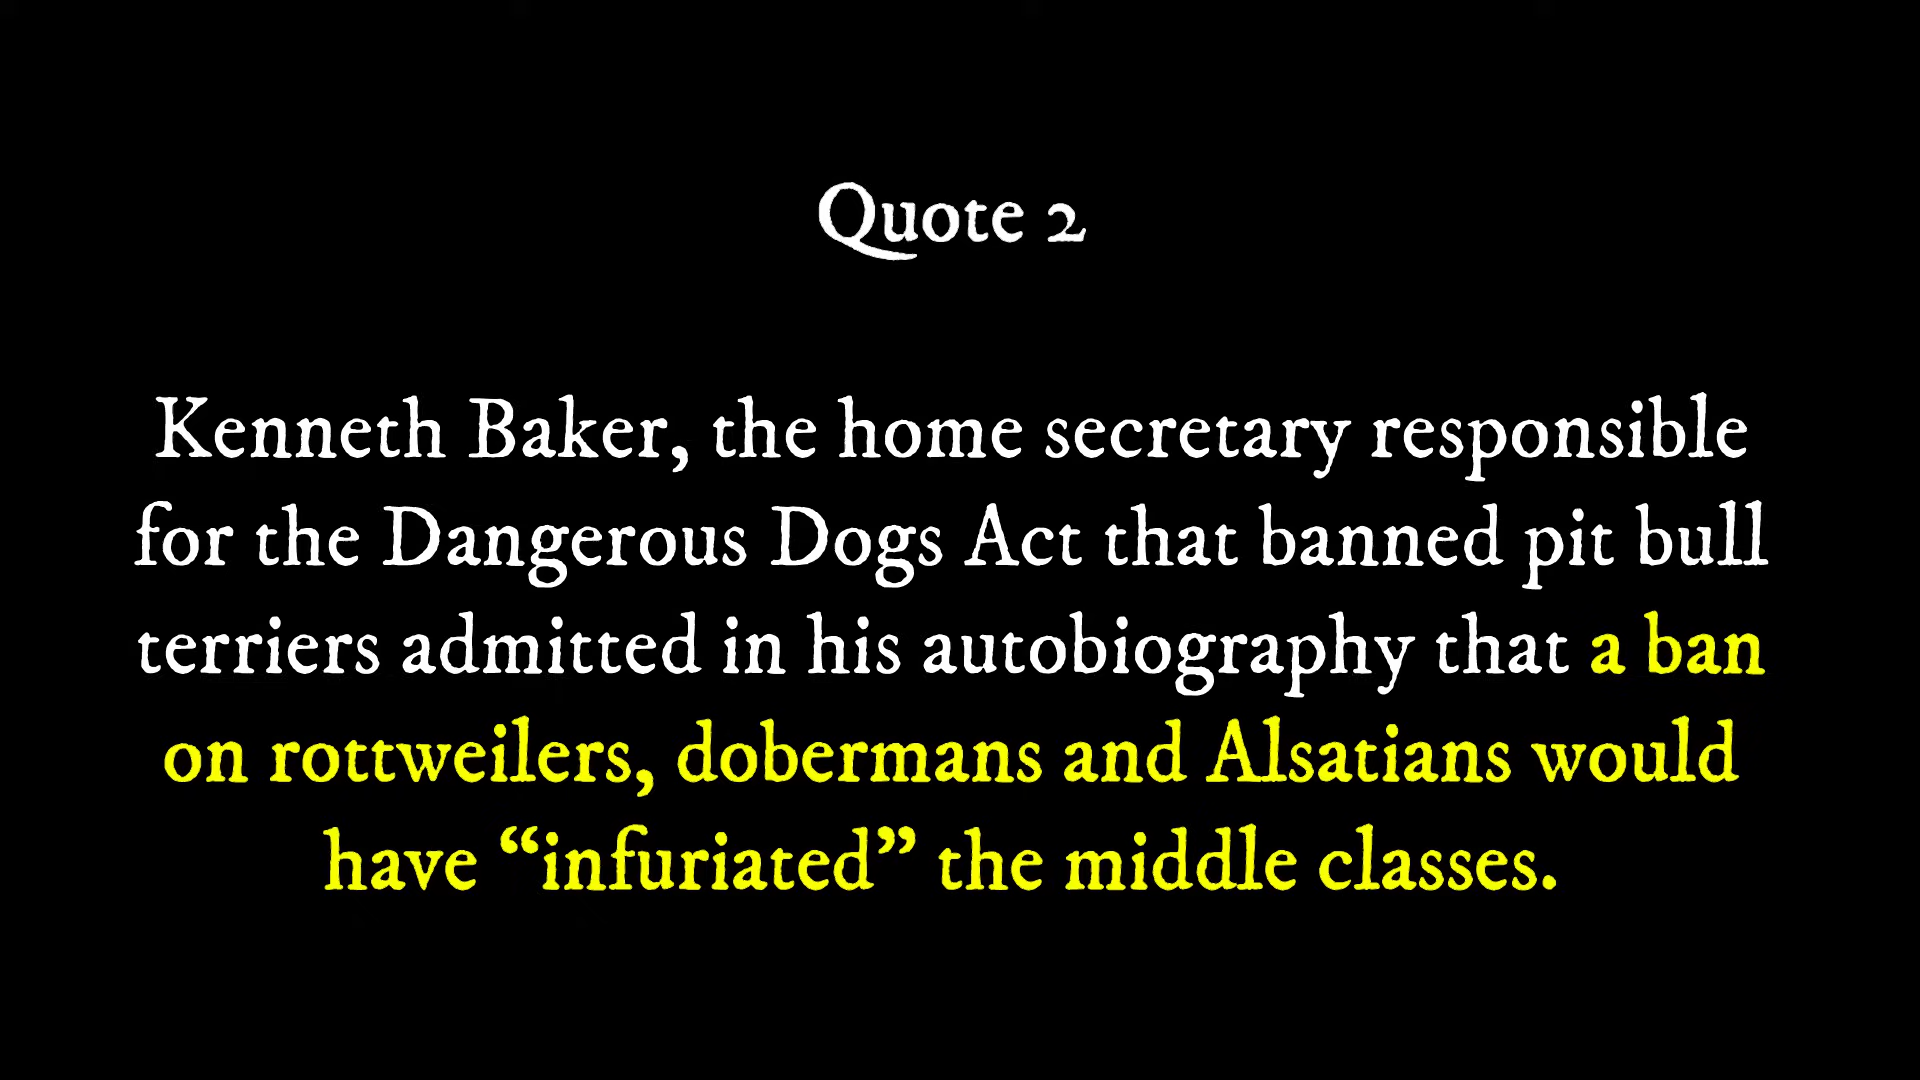 Quote 2
Kenneth Baker, the home secretary responsible
for the Dangerous Dogs Act that banned pit bull
terriers admitted in his autobiography that a ban
on rottweilers, dobermans and Alsatians would
have “infuriated” the middle classes.